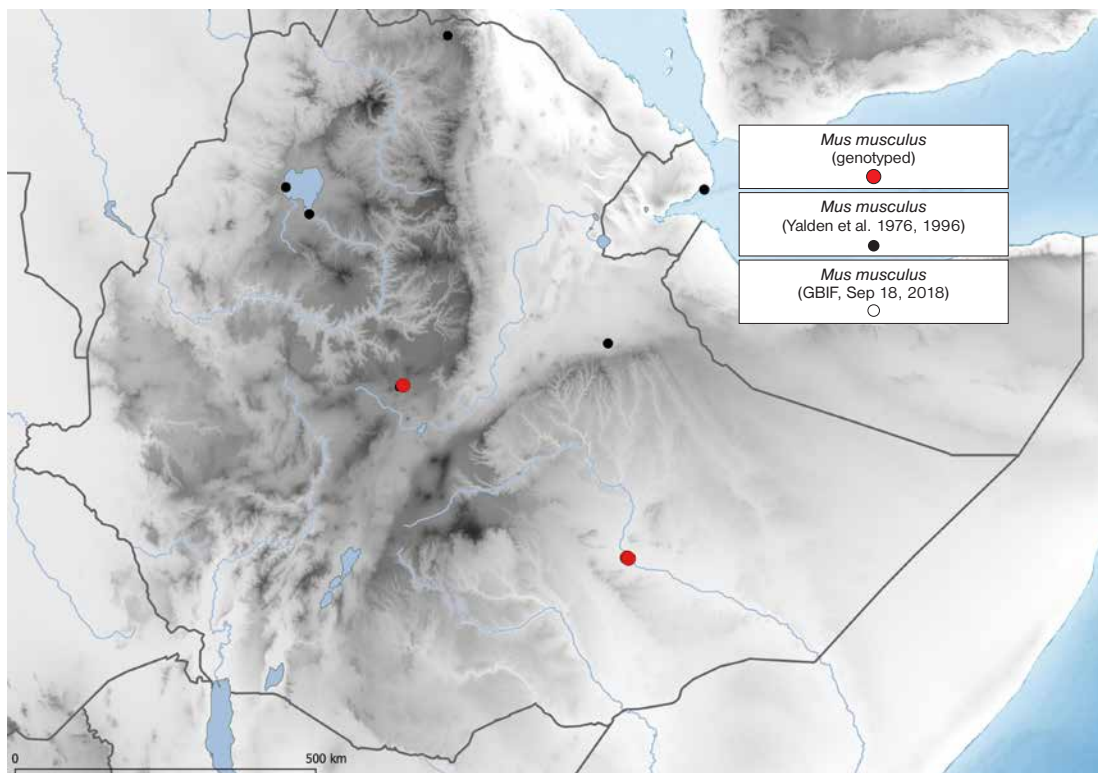 Mus musculus
(genotyped)
Mus musculus
(Yalden et al. 1976, 1996)
Mus musculus
(GBIF, Sep 18, 2018)
0
500 km